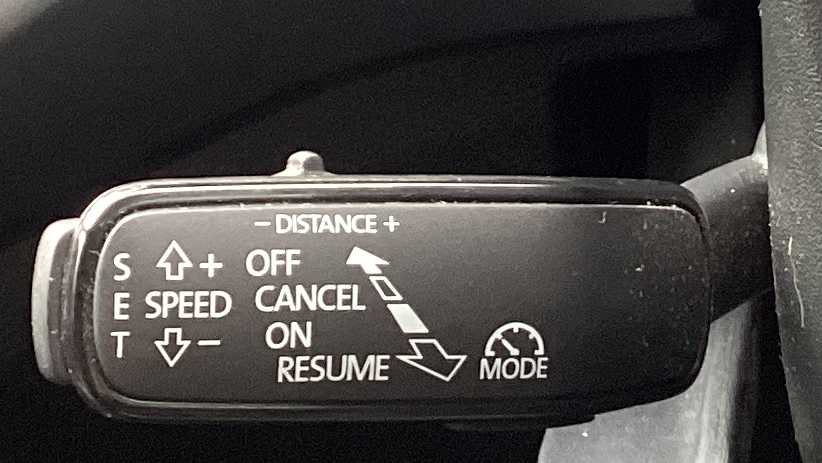 - DISTANCE +
S + OFF
E SPEED CANCEL
T - ON
RESUME MODE